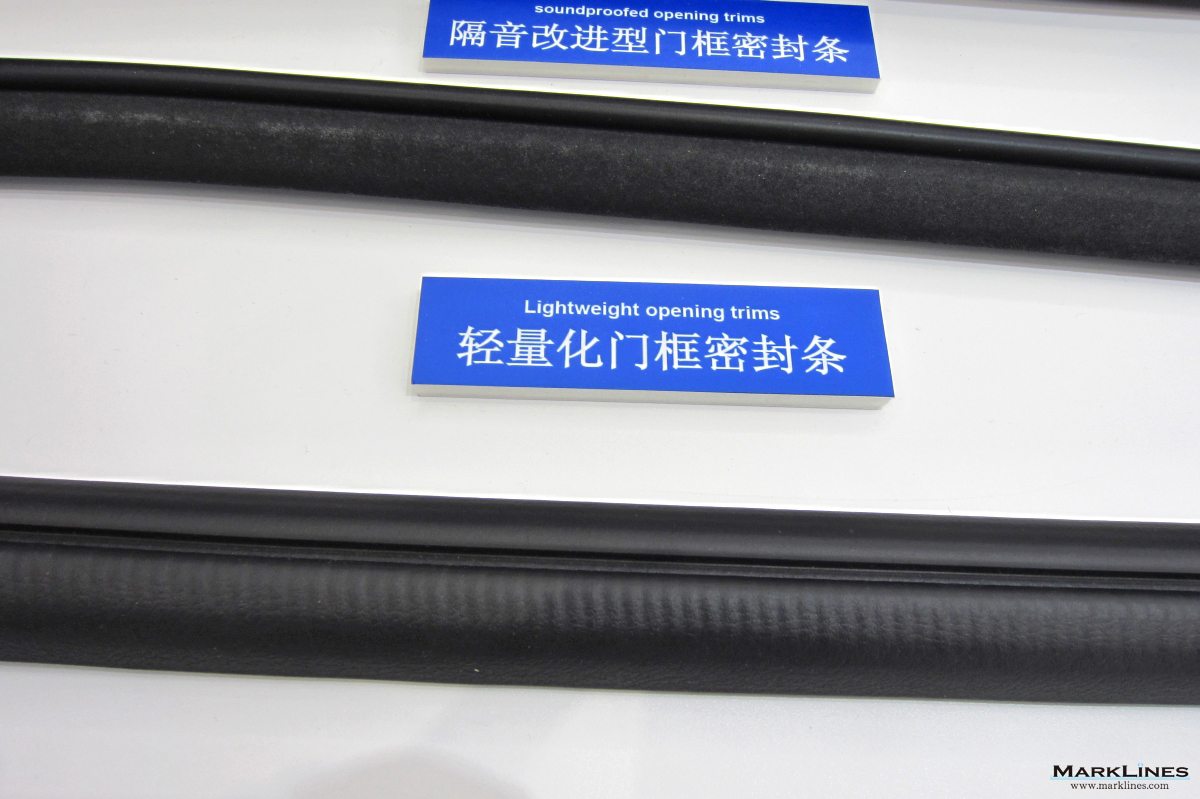 soundproofed opening trims
隔音改进型门框密封条
Lightweight opening trims
轻量化门框密封条
MARKLINES
www.marklines.com